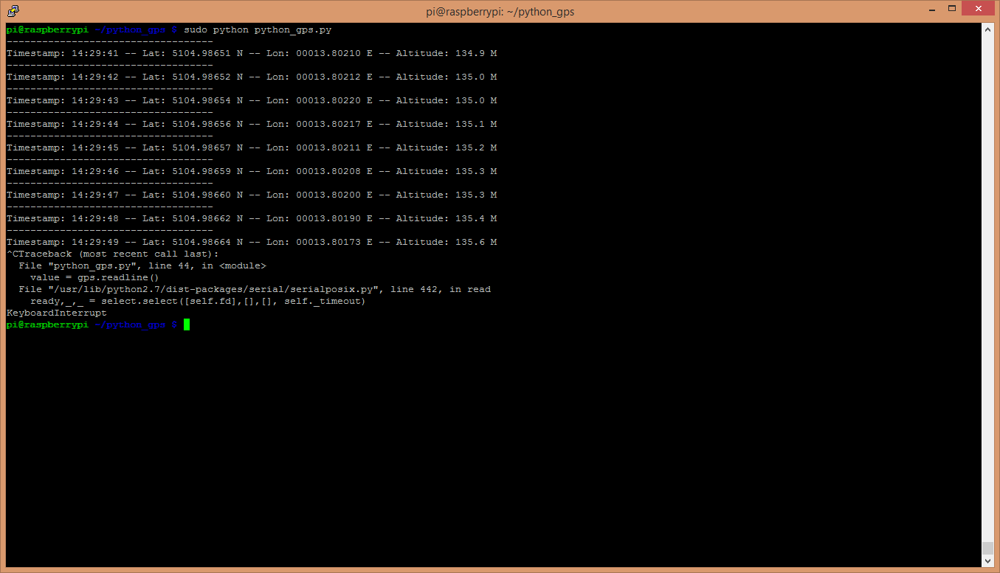 pi@raspberrypi: ~/python_gps
pi@raspberrypi ~/python_gps $ sudo python python_gps.py
-----------------------------------
Timestamp: 14:29:41 -- Lat: 5104.98651 N -- Lon: 00013.80210 E -- Altitude: 134.9 M
-----------------------------------
Timestamp: 14:29:42 -- Lat: 5104.98652 N -- Lon: 00013.80212 E -- Altitude: 135.0 M
-----------------------------------
Timestamp: 14:29:43 -- Lat: 5104.98654 N -- Lon: 00013.80220 E -- Altitude: 135.0 M
-----------------------------------
Timestamp: 14:29:44 -- Lat: 5104.98656 N -- Lon: 00013.80217 E -- Altitude: 135.1 M
-----------------------------------
Timestamp: 14:29:45 -- Lat: 5104.98657 N -- Lon: 00013.80211 E -- Altitude: 135.2 M
-----------------------------------
Timestamp: 14:29:46 -- Lat: 5104.98659 N -- Lon: 00013.80208 E -- Altitude: 135.3 M
-----------------------------------
Timestamp: 14:29:47 -- Lat: 5104.98660 N -- Lon: 00013.80200 E -- Altitude: 135.3 M
-----------------------------------
Timestamp: 14:29:48 -- Lat: 5104.98662 N -- Lon: 00013.80190 E -- Altitude: 135.4 M
-----------------------------------
Timestamp: 14:29:49 -- Lat: 5104.98664 N -- Lon: 00013.80173 E -- Altitude: 135.6 M
^CTraceback (most recent call last):
  File "python_gps.py", line 44, in <module>
    value = gps.readline()
  File "/usr/lib/python2.7/dist-packages/serial/serialposix.py", line 442, in read
    ready,_,_ = select.select([self.fd],[],[], self._timeout)
KeyboardInterrupt
pi@raspberrypi ~/python_gps $